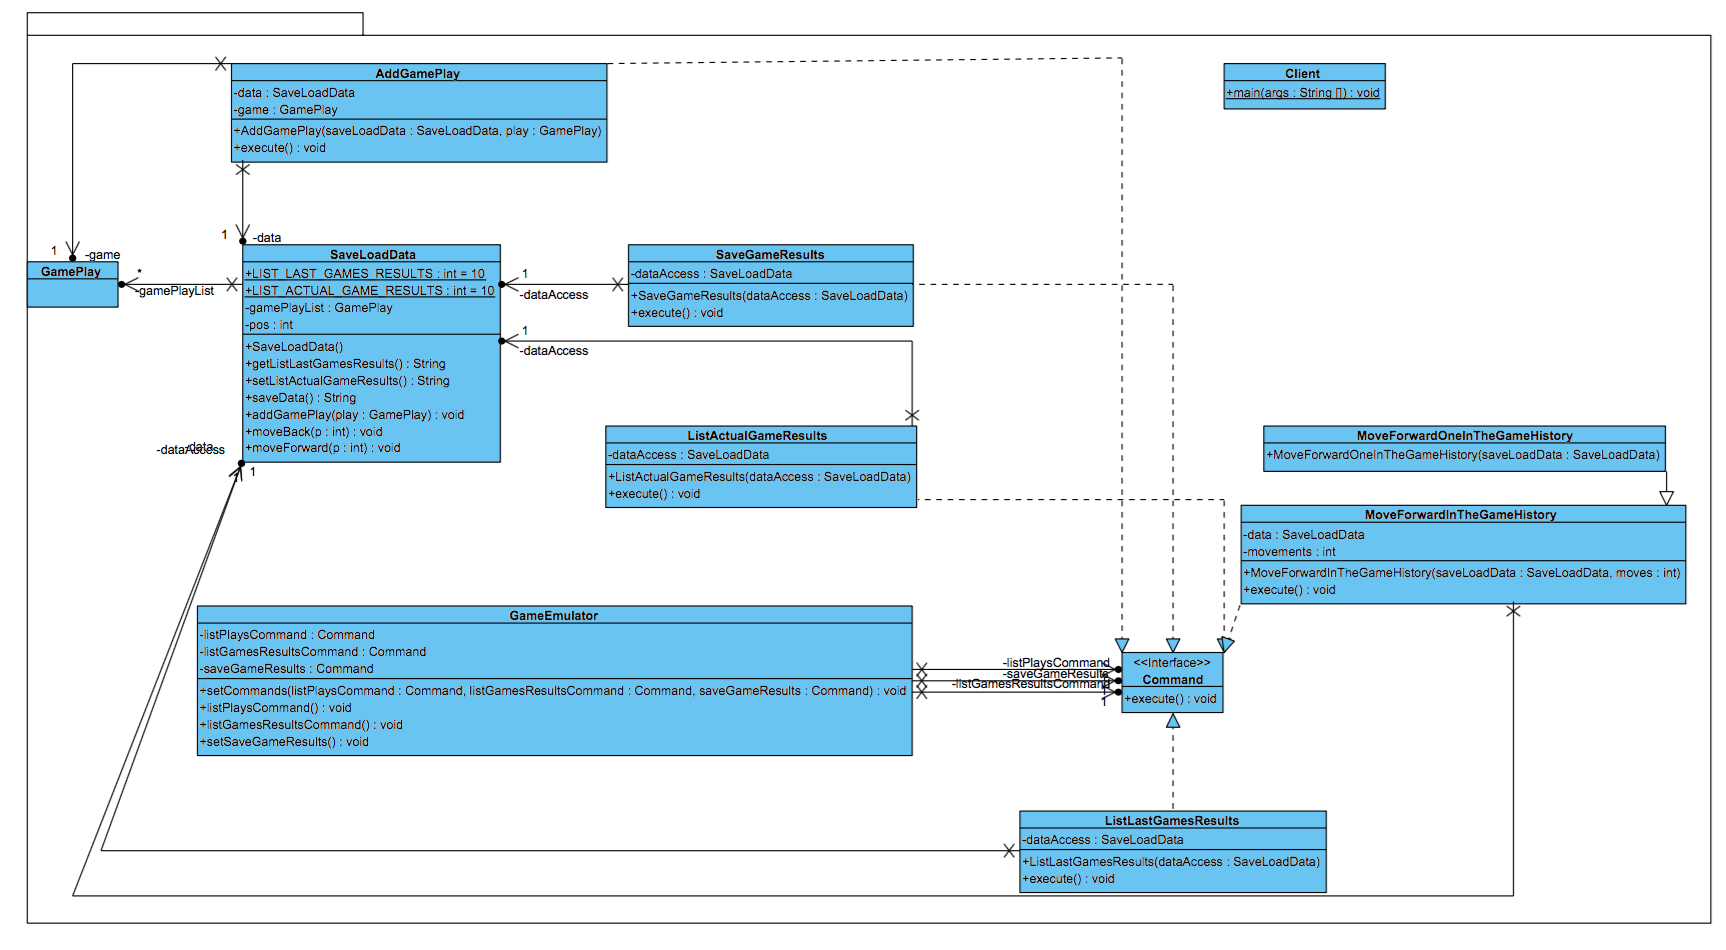 AddGamePlay
-data : SaveLoadData
-game : GamePlay
+AddGamePlay(saveLoadData : SaveLoadData, play : GamePlay)
+execute() : void
Client
+main(args : String []) : void
1
-data
1
-game
GamePlay
*
-gamePlayList
SaveLoadData
+LIST_LAST_GAMES_RESULTS : int = 10
+LIST_ACTUAL_GAME_RESULTS : int = 10
-gamePlayList : GamePlay
-pos : int
+SaveLoadData()
+getListLastGamesResults() : String
+setListActualGameResults() : String
+saveData() : String
+addGamePlay(play : GamePlay) : void
+moveBack(p : int) : void
+moveForward(p : int) : void
1
-dataAccess
1
-dataAccess
SaveGameResults
-dataAccess : SaveLoadData
+SaveGameResults(dataAccess : SaveLoadData)
+execute() : void
-data
-dataAccess
1
ListActualGameResults
-dataAccess : SaveLoadData
+ListActualGameResults(dataAccess : SaveLoadData)
+execute() : void
MoveForwardOneInTheGameHistory
+MoveForwardOneInTheGameHistory(saveLoadData : SaveLoadData)
MoveForwardInTheGameHistory
-data : SaveLoadData
-movements : int
+MoveForwardInTheGameHistory(saveLoadData : SaveLoadData, moves : int)
+execute() : void
GameEmulator
-listPlaysCommand : Command
-listGamesResultsCommand : Command
-saveGameResults : Command
+setCommands(listPlaysCommand : Command, listGamesResultsCommand : Command, saveGameResults : Command) : void
+listPlaysCommand() : void
+listGamesResultsCommand() : void
+setSaveGameResults() : void
-listPlaysCommand
-saveGameResults
-listGamesResultsCommand
1
<<Interface>>
Command
+execute() : void
ListLastGamesResults
-dataAccess : SaveLoadData
+ListLastGamesResults(dataAccess : SaveLoadData)
+execute() : void